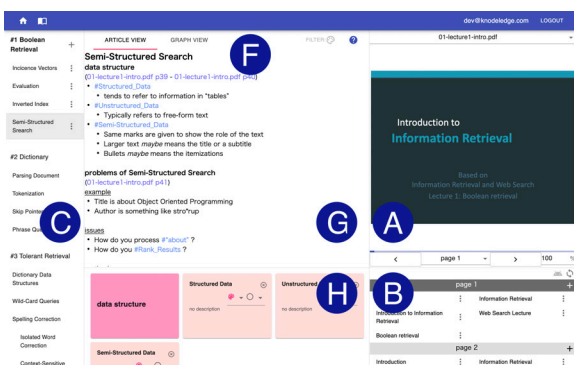 dev@knodeledge.com LOGOUT
#1 Boolean
Retrieval
+
Incicence Vectors
Evaluation
Inverted Index
Semi-Structured
Srearch
#2 Dictionary
Parsing Document
Tokenization
Skip Pointe
Phrase Qu
C
#3 Tolerant Retrieval
Dictionary Data
Structures
Wild-Card Queries
Spelling Correction
Isolated Word
Correction
Context-Sensitive
ARTICLE VIEW GRAPH VIEW FILTER ?
F
Semi-Structured Srearch
data structure
(01-lecture1-intro.pdf p39 - 01-lecture1-intro.pdf p40)
• #Structured_Data
• tends to refer to information in "tables"
• #Unstructured_Data
• Typically refers to free-form text
• #Semi-Structured_Data
• Same marks are given to show the role of the text
• Larger text maybe means the title or a subtitle
• Bullets maybe means the itemizations
problems of Semi-Structured Srearch
(01-lecture1-intro.pdf p41)
example
• Title is about Object Oriented Programming
• Author is something like stro*rup
G
issues
• How do you process #"about" ?
• How do you #Rank_Results ?
data structure
Structured Data
no description
Unstructured
no description
H
Semi-Structured Data
01-lecture1-intro.pdf
Introduction to
Information Retrieval
Based on
Information Retrieval and Web Search
Lecture 1: Boolean retrieval
A
< page 1 > 100 %
B
page 1 +
Information Retrieval
Introduction to Information
Retrieval
Web Search Lecture
Boolean retrieval
page 2 +
Introduction Information Retrieval